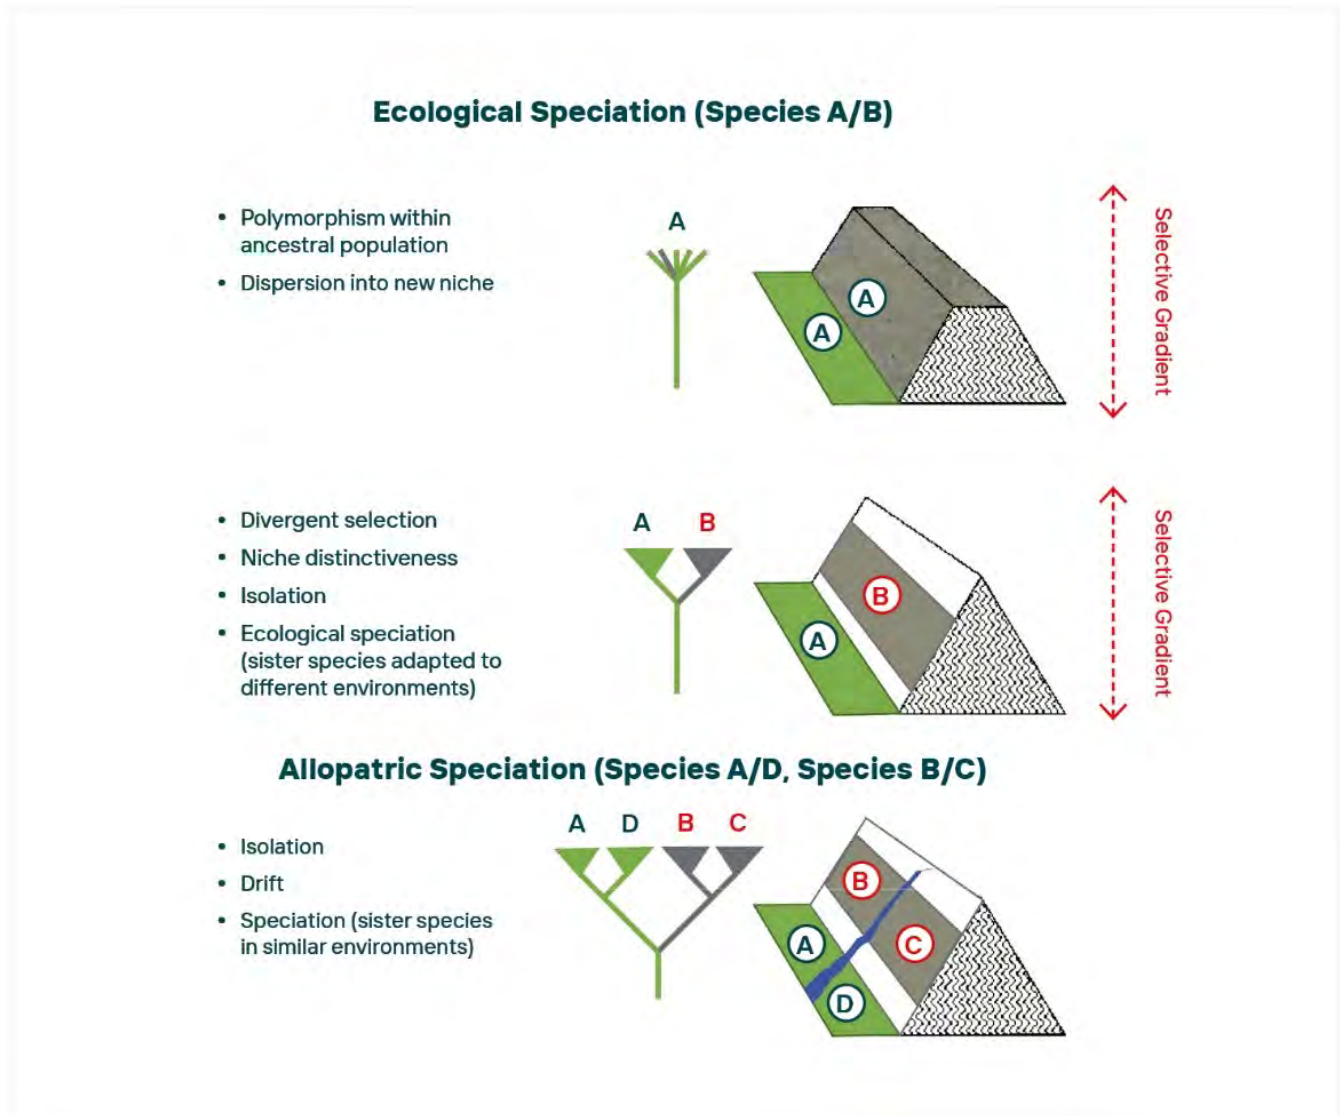 Ecological Speciation (Species A/B)
• Polymorphism within
ancestral population
• Dispersion into new niche
A
A
A
Selective Gradient
• Divergent selection
• Niche distinctiveness
• Isolation
• Ecological speciation
(sister species adapted to
different environments)
A B
B
A
Selective Gradient
Allopatric Speciation (Species A/D, Species B/C)
• Isolation
• Drift
• Speciation (sister species
in similar environments)
A D B C
B
A
C
D